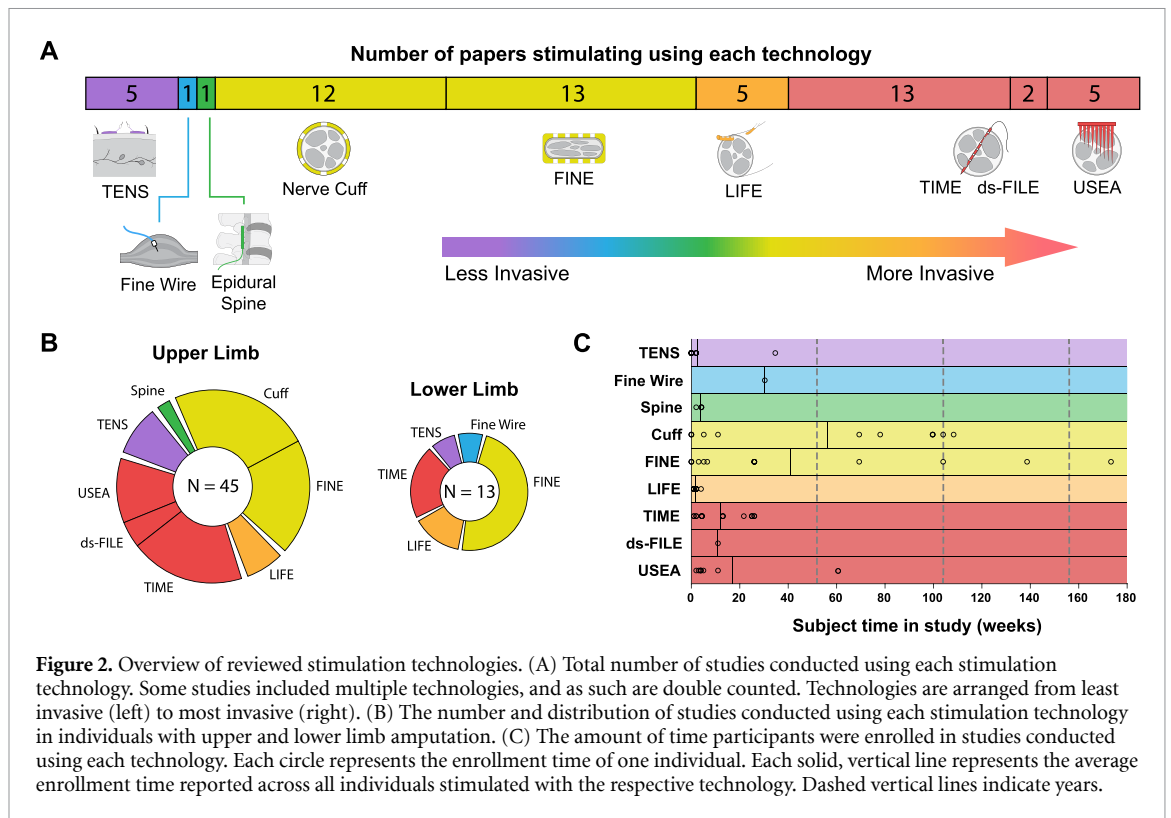 A
Number of papers stimulating using each technology
5 1 1 12 13 5 13 2 5
TENS
Nerve Cuff
FINE
LIFE
TIME ds-FILE
USEA
Fine Wire
Epidural
Spine
Less Invasive
More Invasive
B
Upper Limb
Spine
Cuff
TENS
USEA
N = 45
FINE
ds-FILE
TIME
LIFE
Lower Limb
TENS
Fine Wire
TIME
N = 13
FINE
LIFE
C
TENS
Fine Wire
Spine
Cuff
FINE
LIFE
TIME
ds-FILE
USEA
0 20 40 60 80 100 120 140 160 180
Subject time in study (weeks)
Figure 2. Overview of reviewed stimulation technologies. (A) Total number of studies conducted using each stimulation
technology. Some studies included multiple technologies, and as such are double counted. Technologies are arranged from least
invasive (left) to most invasive (right). (B) The number and distribution of studies conducted using each stimulation technology
in individuals with upper and lower limb amputation. (C) The amount of time participants were enrolled in studies conducted
using each technology. Each circle represents the enrollment time of one individual. Each solid, vertical line represents the average
enrollment time reported across all individuals stimulated with the respective technology. Dashed vertical lines indicate years.